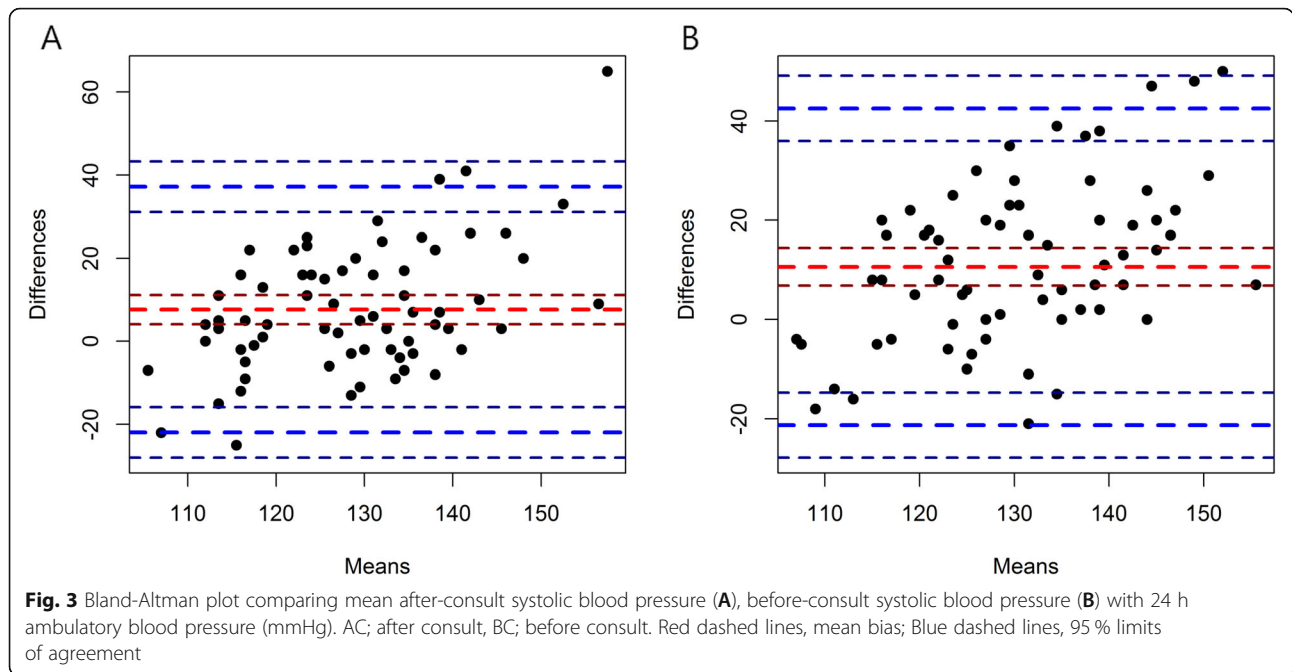 A
B
60
40
20
0
-20
Differences
110 120 130 140 150
Means
40
20
0
-20
Differences
110 120 130 140 150
Means
Fig. 3 Bland-Altman plot comparing mean after-consult systolic blood pressure (A), before-consult systolic blood pressure (B) with 24 h
ambulatory blood pressure (mmHg). AC; after consult, BC; before consult. Red dashed lines, mean bias; Blue dashed lines, 95 % limits
of agreement